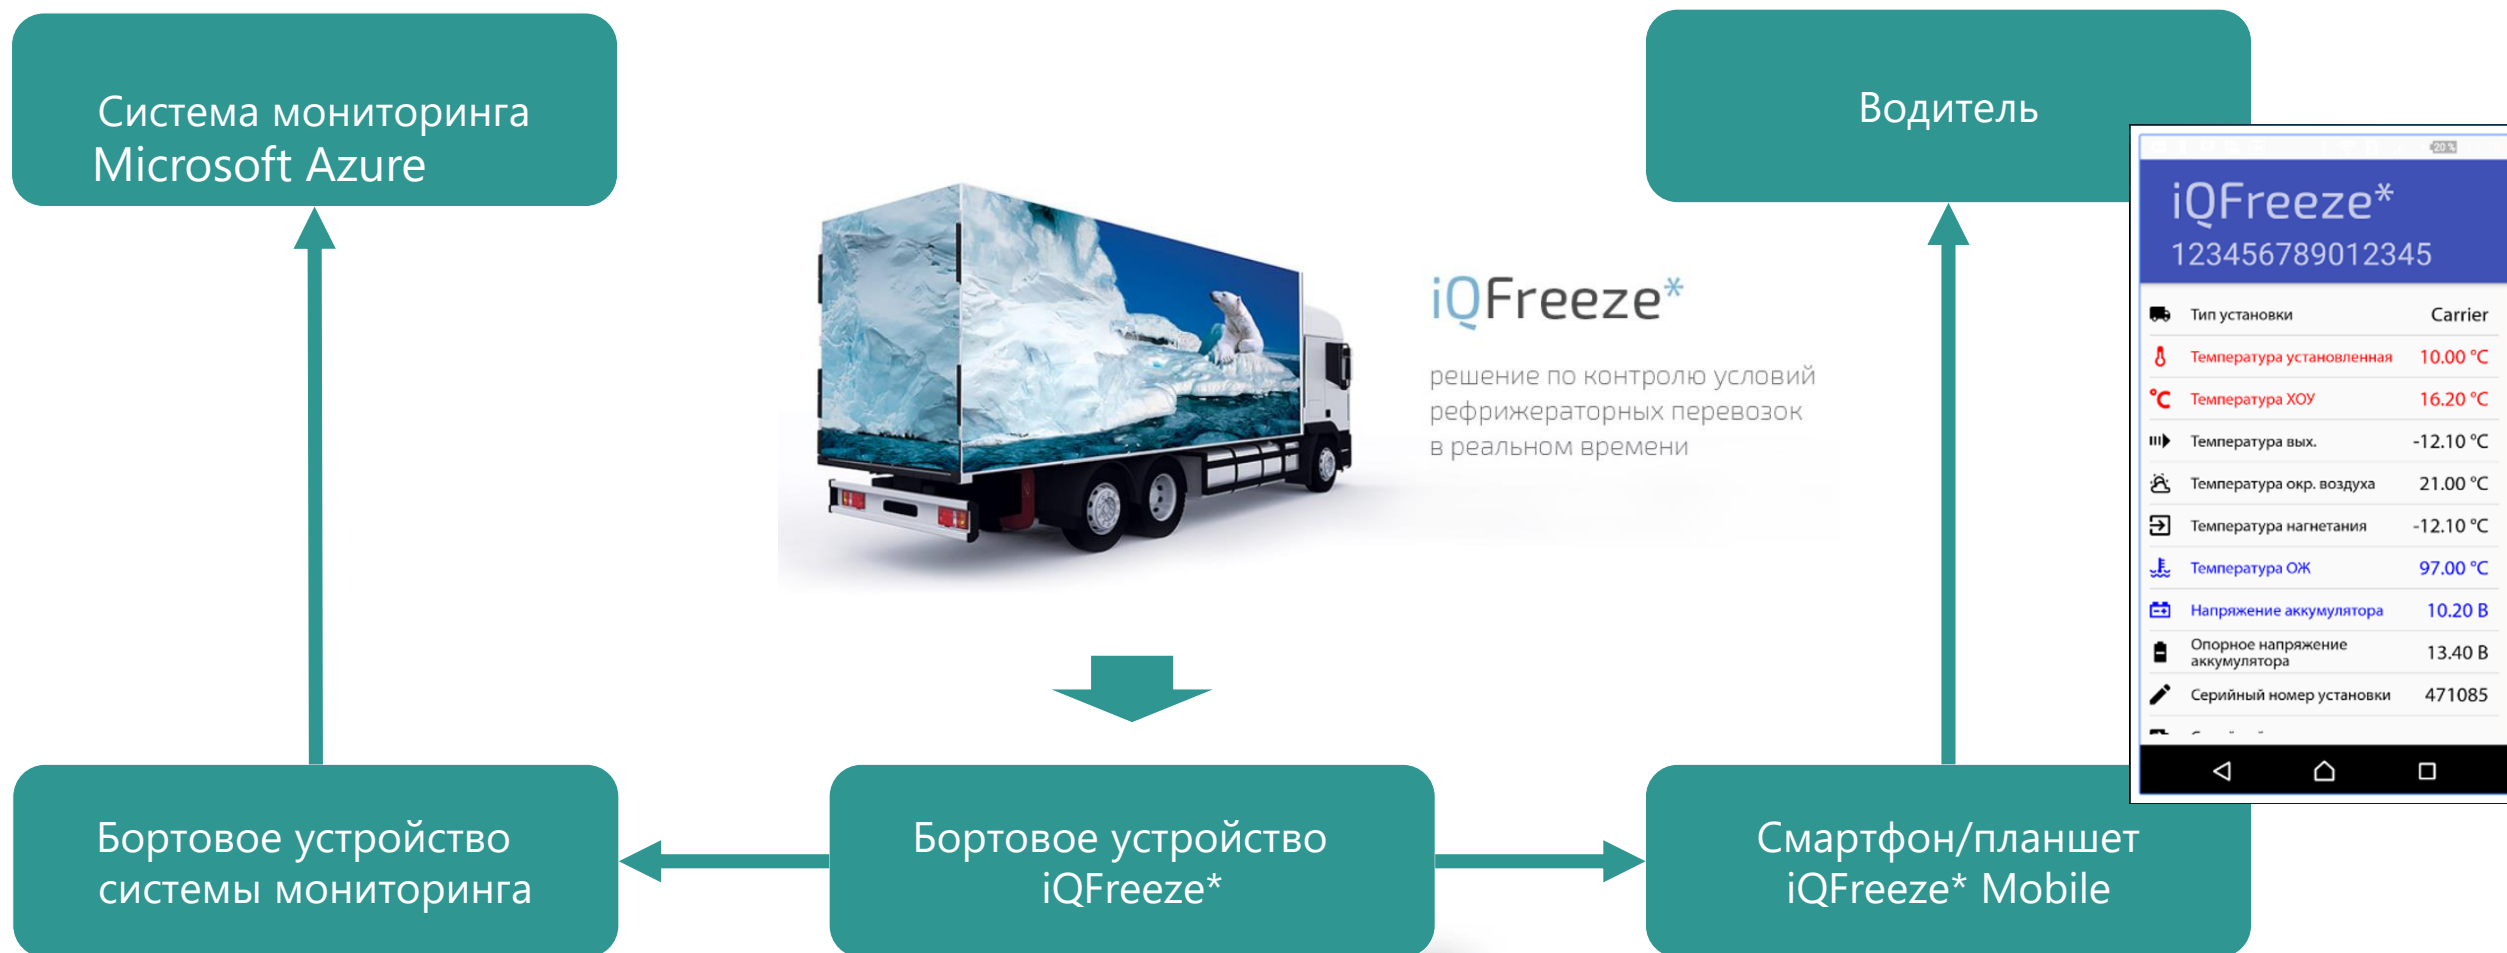 Система мониторинга
Microsoft Azure
Водитель
iQFreeze*
решение по контролю условий
рефрижераторных перевозок
в реальном времени
20 %
iQFreeze*
123456789012345
Тип установки Carrier
Температура установленная 10.00 °C
°C Температура ХОУ 16.20 °C
Температура вых. -12.10 °C
Температура окр. воздуха 21.00 °C
Температура нагнетания -12.10 °C
Температура ОЖ 97.00 °C
Напряжение аккумулятора 10.20 В
Опорное напряжение
аккумулятора 13.40 В
Серийный номер установки 471085
Бортовое устройство
системы мониторинга
Бортовое устройство
iQFreeze*
Смартфон/планшет
iQFreeze* Mobile